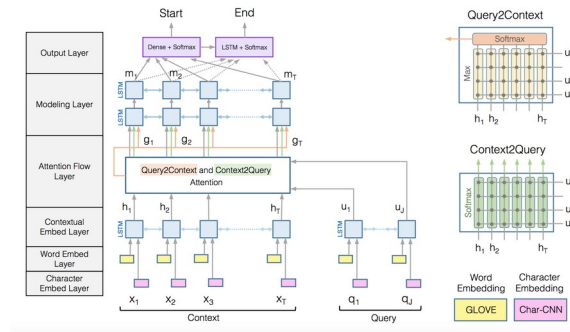 Start End
Query2Context
Output Layer
Dense + Softmax
LSTM + Softmax
Softmax
Max
u
u
u
h1 h2 hT
m1 m2 mT
Modeling Layer
LSTM
LSTM
g1 g2 gT
Context2Query
Attention Flow
Layer
Query2Context and Context2Query
Attention
Softmax
u
u
u
h1 h2 hT
h1 h2 hT
u1 uJ
Contextual
Embed Layer
LSTM
LSTM
Word Embed
Layer
Character
Embed Layer
x1 x2 x3 xT
q1 qJ
Context
Query
Word
Embedding
Character
Embedding
GLOVE
Char-CNN